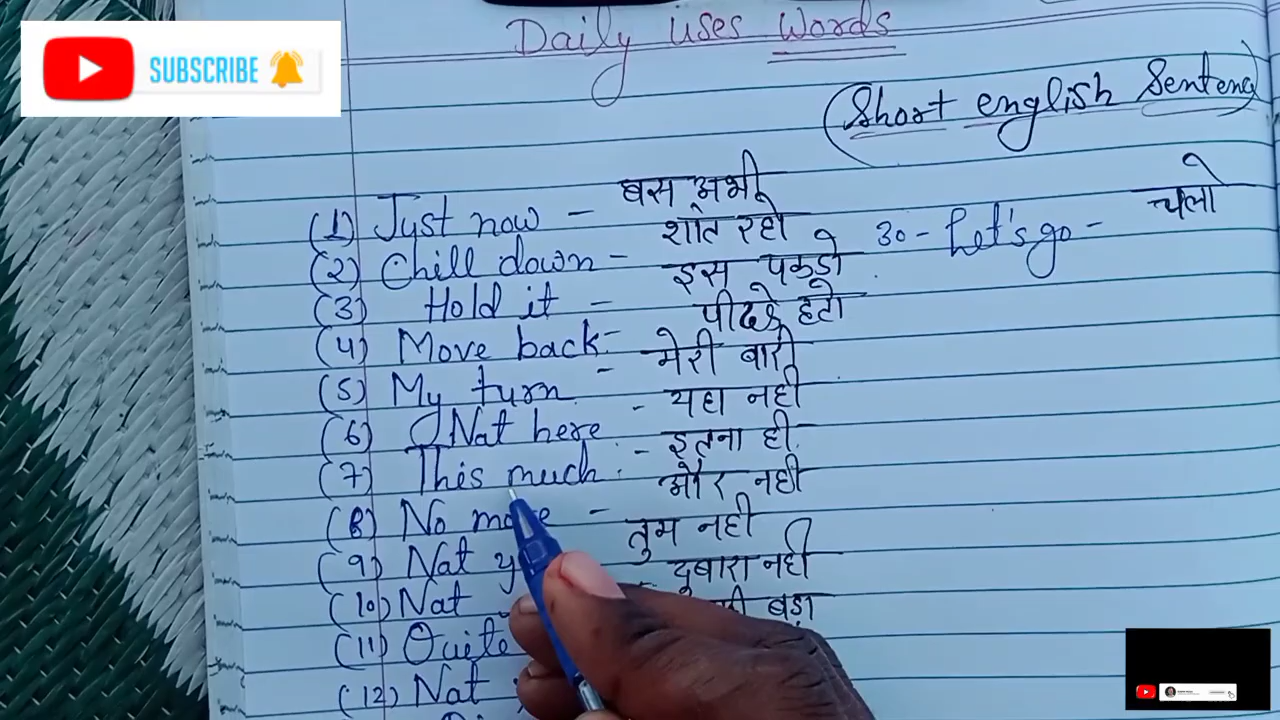 SUBSCRIBE
Daily uses words
(Short english Senteng)
(1) Just now - बस अभी
(2) Chill down - शांत रहो
(3) Hold it - इस पकडो
(4) Move back - पीछे हटो
(5) My turn - मेरी बारी
(6) Nat here - यहा नही
(7) This much - इतना ही
(8) No more - और नही
(9) Nat तुम नही
(10) Nat दूबारा नही
(11) Quite बड़ा
(12) Nat
30 - Let's go - चलो